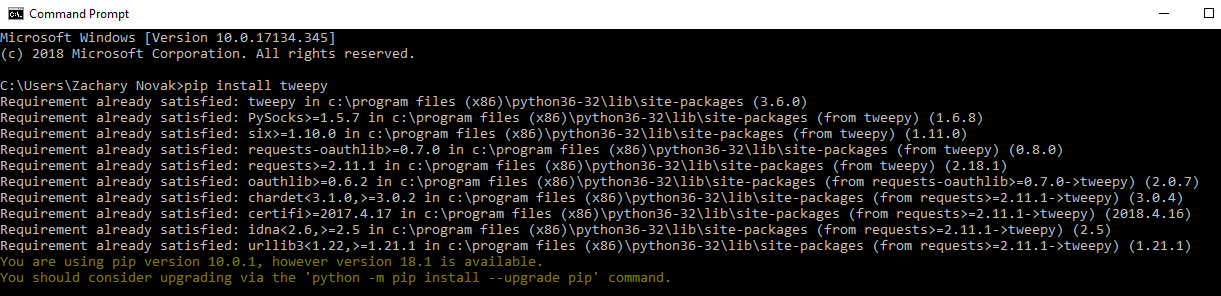 Command Prompt
Microsoft Windows [Version 10.0.17134.345]
(c) 2018 Microsoft Corporation. All rights reserved.
C:\Users\Zachary Novak>pip install tweepy
Requirement already satisfied: tweepy in c:\program files (x86)\python36-32\lib\site-packages (3.6.0)
Requirement already satisfied: PySocks>=1.5.7 in c:\program files (x86)\python36-32\lib\site-packages (from tweepy) (1.6.8)
Requirement already satisfied: six>=1.10.0 in c:\program files (x86)\python36-32\lib\site-packages (from tweepy) (1.11.0)
Requirement already satisfied: requests-oauthlib>=0.7.0 in c:\program files (x86)\python36-32\lib\site-packages (from tweepy) (0.8.0)
Requirement already satisfied: requests>=2.11.1 in c:\program files (x86)\python36-32\lib\site-packages (from tweepy) (2.18.1)
Requirement already satisfied: oauthlib>=0.6.2 in c:\program files (x86)\python36-32\lib\site-packages (from requests-oauthlib>=0.7.0->tweepy) (2.0.7)
Requirement already satisfied: chardet<3.1.0,>=3.0.2 in c:\program files (x86)\python36-32\lib\site-packages (from requests>=2.11.1->tweepy) (3.0.4)
Requirement already satisfied: certifi>=2017.4.17 in c:\program files (x86)\python36-32\lib\site-packages (from requests>=2.11.1->tweepy) (2018.4.16)
Requirement already satisfied: idna<2.6,>=2.5 in c:\program files (x86)\python36-32\lib\site-packages (from requests>=2.11.1->tweepy) (2.5)
Requirement already satisfied: urllib3<1.22,>=1.21.1 in c:\program files (x86)\python36-32\lib\site-packages (from requests>=2.11.1->tweepy) (1.21.1)
You are using pip version 10.0.1, however version 18.1 is available.
You should consider upgrading via the 'python -m pip install --upgrade pip' command.